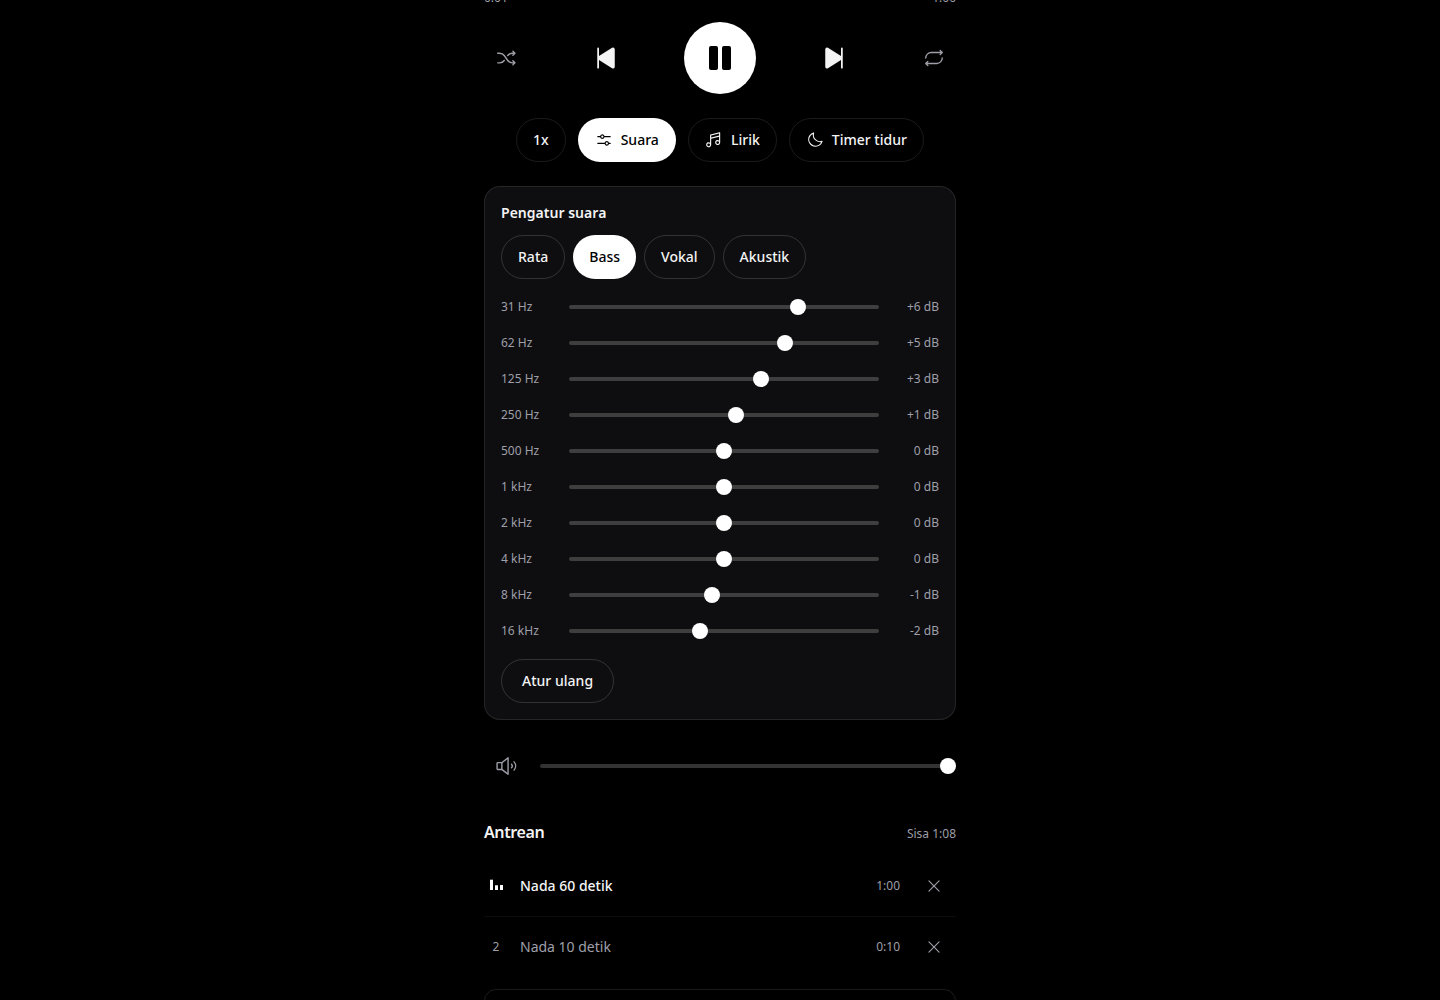 1x
Suara
Lirik
Timer tidur
Pengatur suara
Rata
Bass
Vokal
Akustik
31 Hz +6 dB
62 Hz +5 dB
125 Hz +3 dB
250 Hz +1 dB
500 Hz 0 dB
1 kHz 0 dB
2 kHz 0 dB
4 kHz 0 dB
8 kHz -1 dB
16 kHz -2 dB
Atur ulang
Antrean Sisa 1:08
Nada 60 detik 1:00
2 Nada 10 detik 0:10